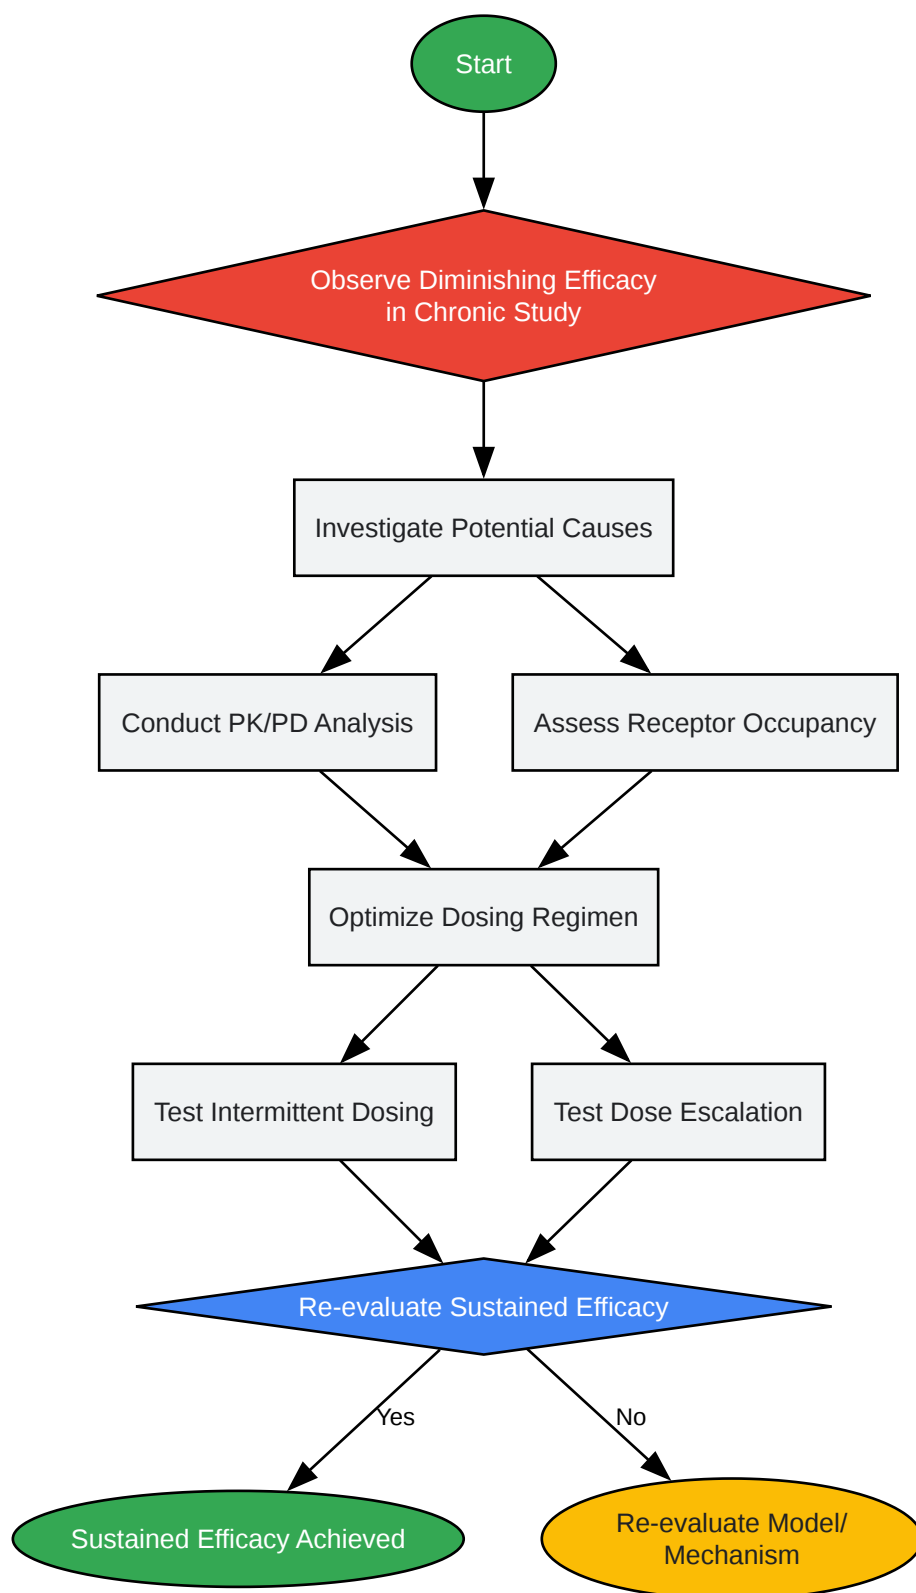 Start
Observe Diminishing Efficacy
in Chronic Study
Investigate Potential Causes
Conduct PK/PD Analysis
Assess Receptor Occupancy
Optimize Dosing Regimen
Test Intermittent Dosing
Test Dose Escalation
Re-evaluate Sustained Efficacy
Yes
No
Sustained Efficacy Achieved
Re-evaluate Model/
Mechanism